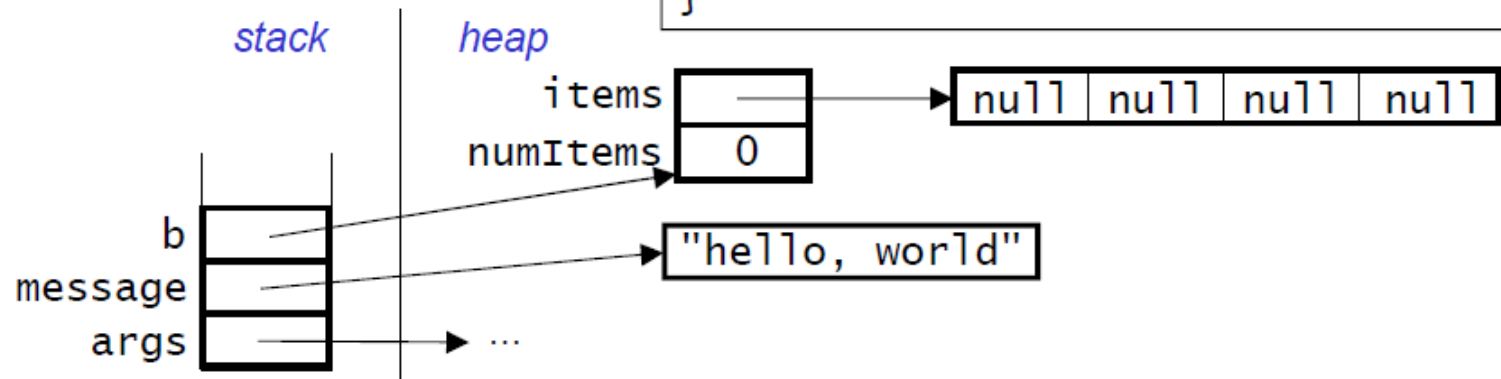 }
stack heap
items null null null null
numItems 0
b
"hello, world"
message
args ...